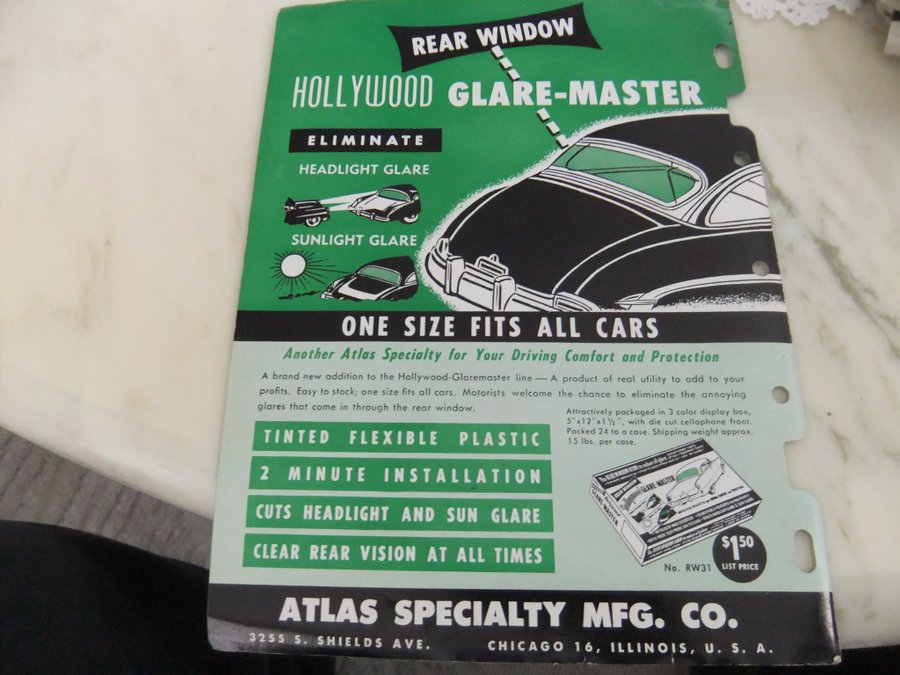 REAR WINDOW
HOLLYWOOD GLARE-MASTER
ELIMINATE
HEADLIGHT GLARE
SUNLIGHT GLARE
ONE SIZE FITS ALL CARS
Another Atlas Specialty for Your Driving Comfort and Protection
A brand new addition to the Hollywood-Glaremaster line — A product of real utility to add to your
profits. Easy to stock; one size fits all cars. Motorists welcome the chance to eliminate the annoying
glares that come in through the rear window.
Attractively packaged in 3 color display box,
5"x12"x1½", with die cut cellophone front.
Packed 24 to a case. Shipping weight approx.
15 lbs. per case.
TINTED FLEXIBLE PLASTIC
2 MINUTE INSTALLATION
CUTS HEADLIGHT AND SUN GLARE
CLEAR REAR VISION AT ALL TIMES
GLARE-MASTER
GLARE-MASTER
No. RW31
$1.50
LIST PRICE
ATLAS SPECIALTY MFG. CO.
3255 S. SHIELDS AVE. CHICAGO 16, ILLINOIS, U. S. A.